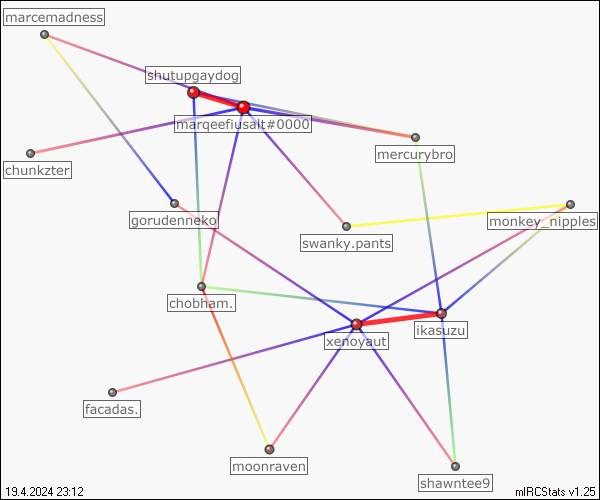 marcemadness
shutupgaydog
marqeefiusalt#0000
mercurybro
chunkzter
gorudenneko
monkey_nipples
swanky.pants
chobham.
ikasuzu
xenoyaut
facadas.
moonraven
shawntee9
19.4.2024 23:12
mIRCStats v1.25